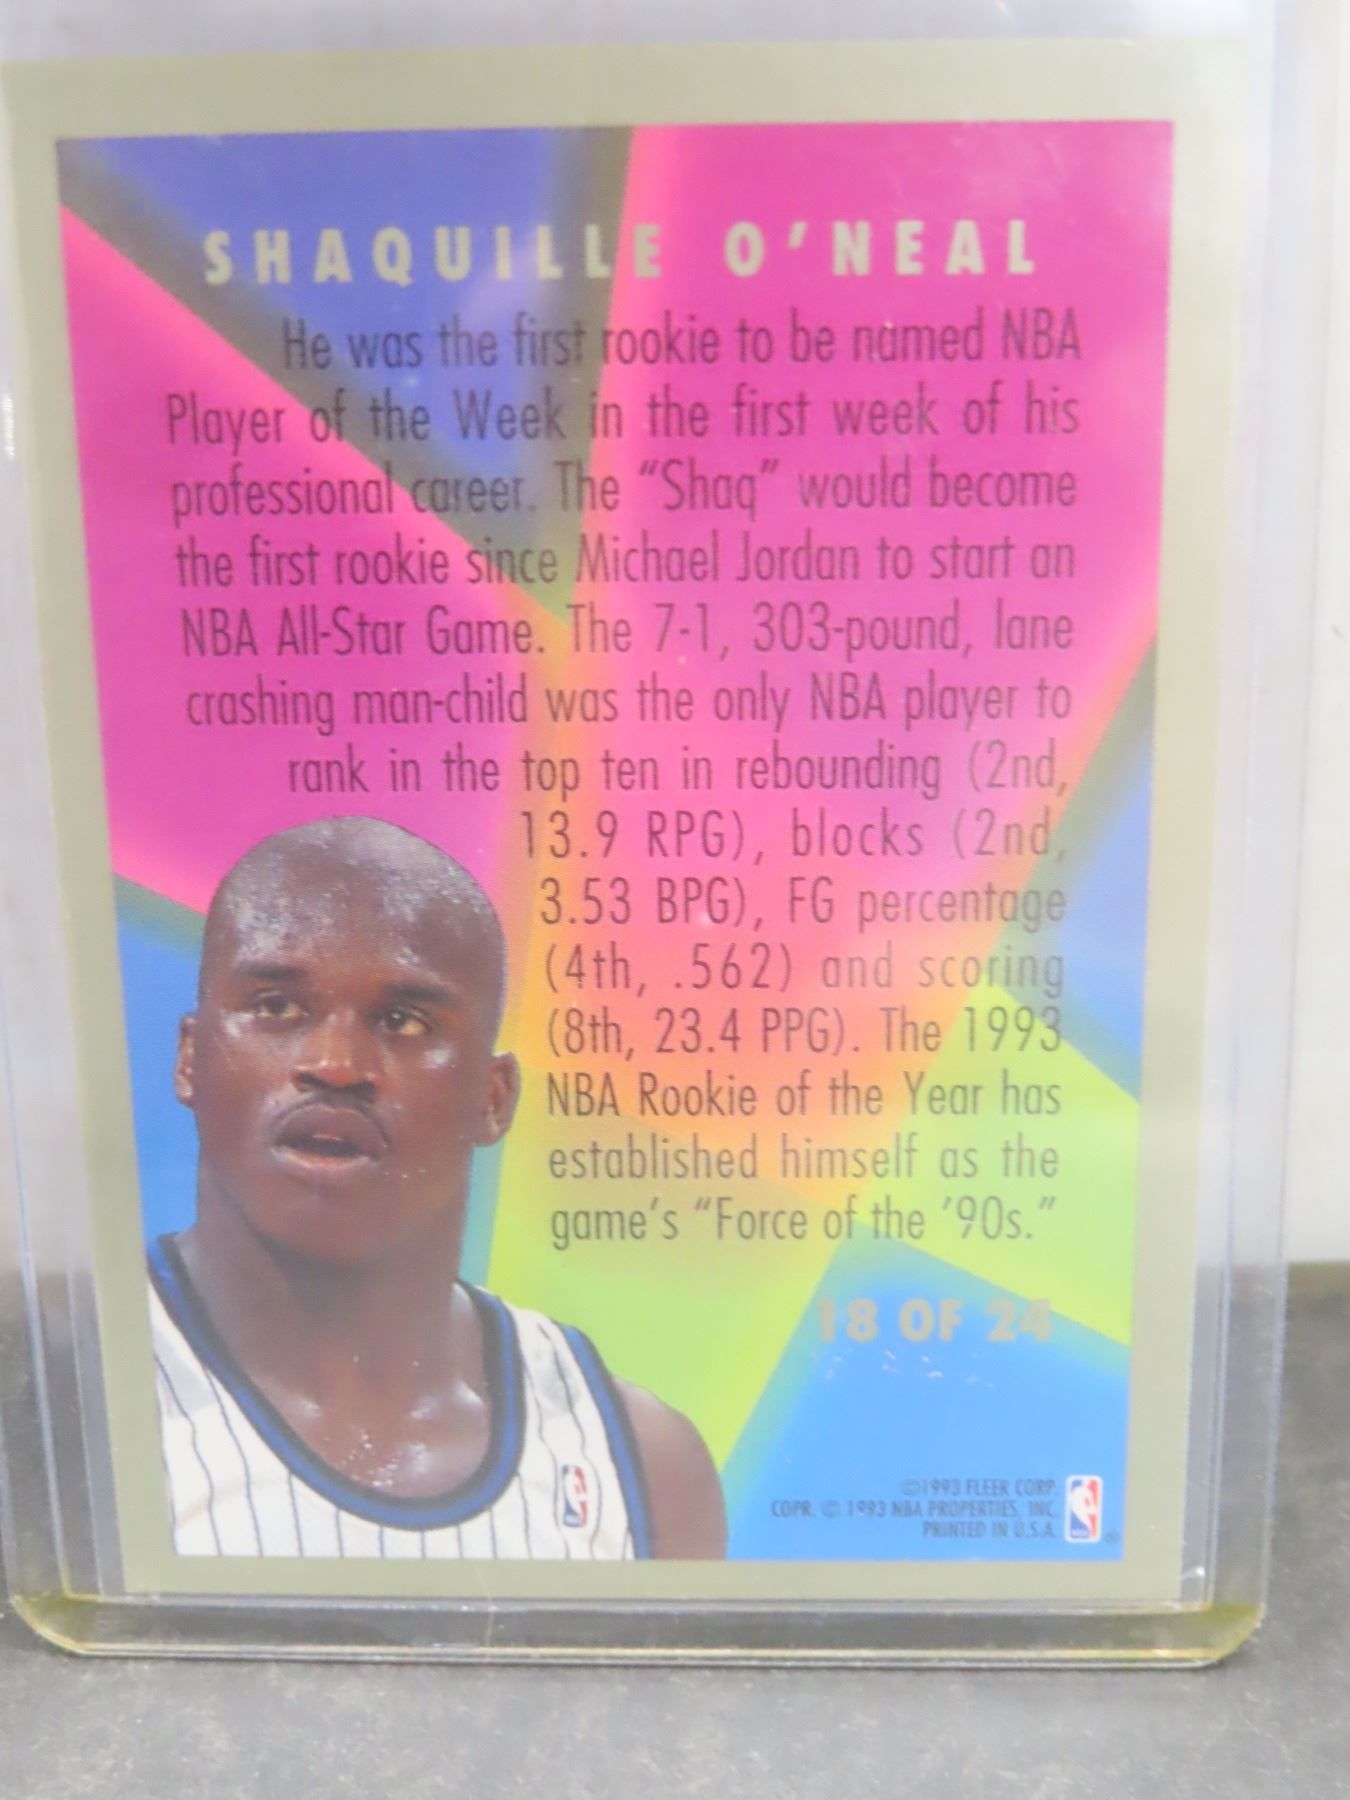 SHAQUILLE O'NEAL
He was the first rookie to be named NBA
Player of the Week in the first week of his
professional career. The "Shaq" would become
the first rookie since Michael Jordan to start an
NBA All-Star Game. The 7-1, 303-pound, lane
crashing man-child was the only NBA player to
rank in the top ten in rebounding (2nd,
13.9 RPG), blocks (2nd,
3.53 BPG), FG percentage
(4th, .562) and scoring
(8th, 23.4 PPG). The 1993
NBA Rookie of the Year has
established himself as the
game's "Force of the '90s."
18 OF 24
©1993 FLEER CORP.
COPR. © 1993 NBA PROPERTIES, INC.
PRINTED IN U.S.A.